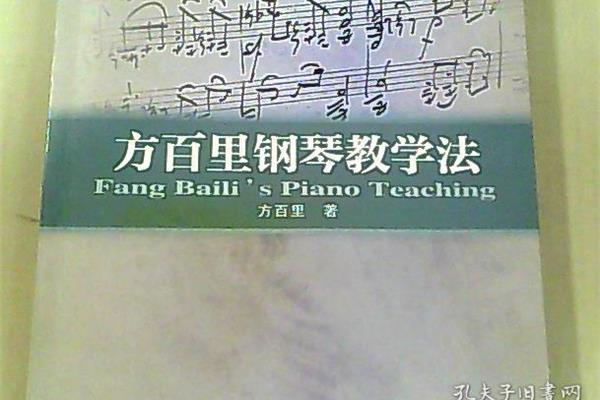 方百里钢琴教学法
Fang Baili's Piano Teaching
方百里 著
孔夫子旧書网